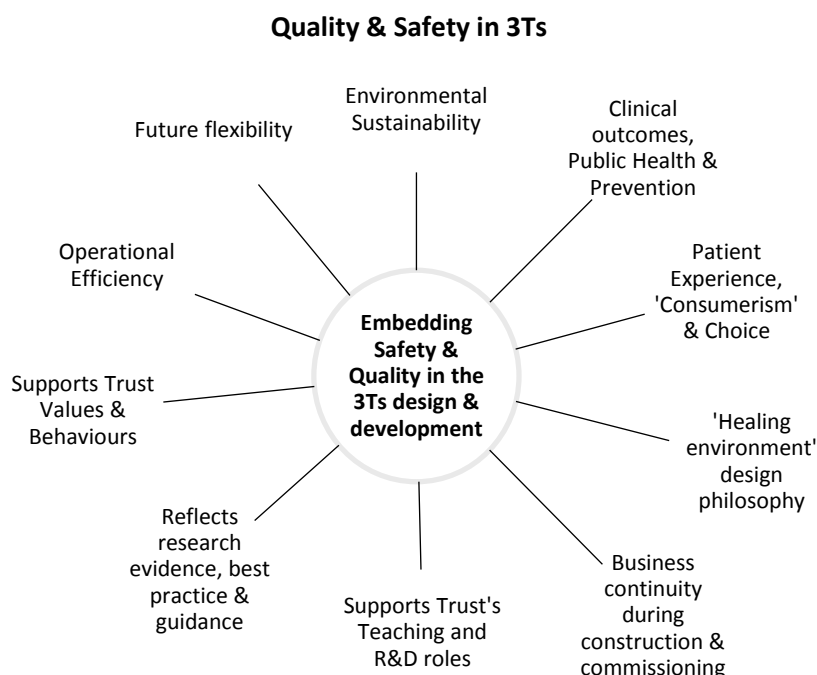 Quality & Safety in 3Ts
Environmental
Sustainability
Clinical
outcomes,
Public Health &
Prevention
Patient
Experience,
'Consumerism'
& Choice
'Healing
environment'
design
philosophy
Business
continuity
during
construction &
commissioning
Supports Trust's
Teaching and
R&D roles
Reflects
research
evidence, best
practice &
guidance
Supports Trust
Values &
Behaviours
Operational
Efficiency
Future flexibility
Embedding
Safety &
Quality in the
3Ts design &
development